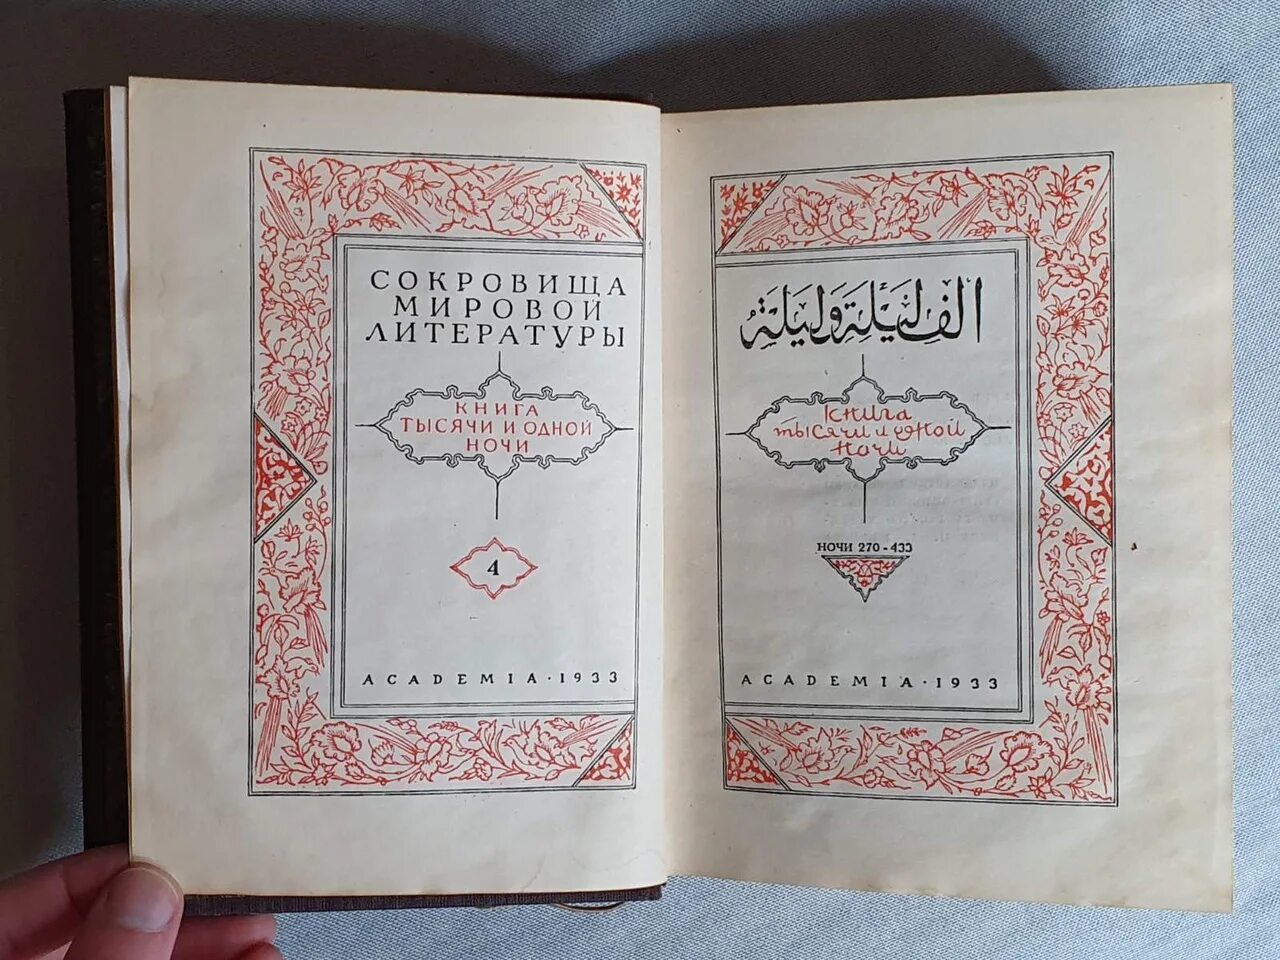 СОКРОВИЩА
МИРОВОЙ
ЛИТЕРАТУРЫ
КНИГА
ТЫСЯЧИ И ОДНОЙ
НОЧИ
4
ACADEMIA · 1933
الف ليلة وليلة
Книга
тысячи и одной
ночи
НОЧИ 270 - 433
ACADEMIA · 1933